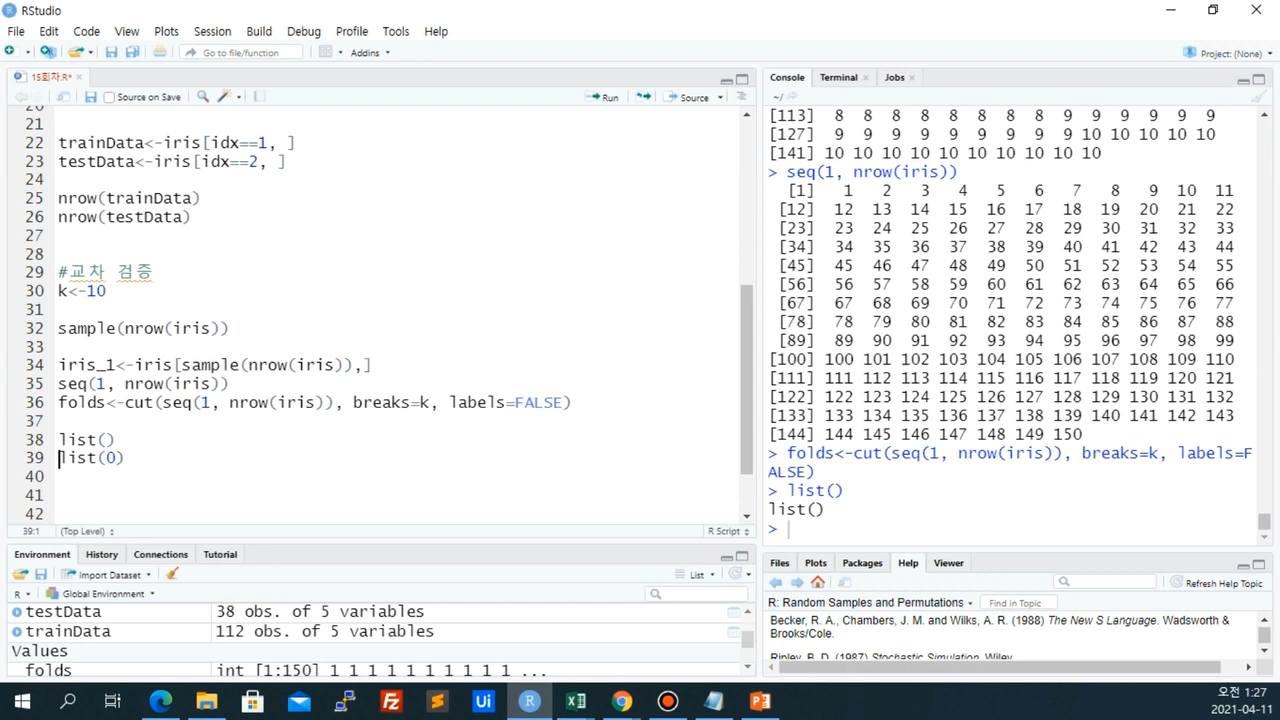 RStudio
File Edit Code View Plots Session Build Debug Profile Tools Help
Go to file/function Addins Project: (None)
15회차.R*
Source on Save Run Source
20
21
22 trainData<-iris[idx==1, ]
23 testData<-iris[idx==2, ]
24
25 nrow(trainData)
26 nrow(testData)
27
28
29 #교차 검증
30 k<-10
31
32 sample(nrow(iris))
33
34 iris_1<-iris[sample(nrow(iris)),]
35 seq(1, nrow(iris))
36 folds<-cut(seq(1, nrow(iris)), breaks=k, labels=FALSE)
37
38 list()
39 list(0)
40
41
42
39:1 (Top Level) R Script
Console Terminal Jobs
~/
[113] 8 8 8 8 8 8 8 9 9 9 9 9 9
[127] 9 9 9 9 9 9 9 9 9 10 10 10 10 10
[141] 10 10 10 10 10 10 10 10 10 10
> seq(1, nrow(iris))
[1] 1 2 3 4 5 6 7 8 9 10 11
[12] 12 13 14 15 16 17 18 19 20 21 22
[23] 23 24 25 26 27 28 29 30 31 32 33
[34] 34 35 36 37 38 39 40 41 42 43 44
[45] 45 46 47 48 49 50 51 52 53 54 55
[56] 56 57 58 59 60 61 62 63 64 65 66
[67] 67 68 69 70 71 72 73 74 75 76 77
[78] 78 79 80 81 82 83 84 85 86 87 88
[89] 89 90 91 92 93 94 95 96 97 98 99
[100] 100 101 102 103 104 105 106 107 108 109 110
[111] 111 112 113 114 115 116 117 118 119 120 121
[122] 122 123 124 125 126 127 128 129 130 131 132
[133] 133 134 135 136 137 138 139 140 141 142 143
[144] 144 145 146 147 148 149 150
> folds<-cut(seq(1, nrow(iris)), breaks=k, labels=F
ALSE)
> list()
list()
>
Environment History Connections Tutorial
Import Dataset List
R Global Environment
testData 38 obs. of 5 variables
trainData 112 obs. of 5 variables
Values
folds int [1:150] 1 1 1 1 1 1 1 1 1 1 ...
Files Plots Packages Help Viewer
Refresh Help Topic
R: Random Samples and Permutations Find in Topic
Becker, R. A., Chambers, J. M. and Wilks, A. R. (1988) The New S Language. Wadsworth &
Brooks/Cole.
Ripley, B. D. (1987) Stochastic Simulation. Wiley.
오전 1:27
2021-04-11